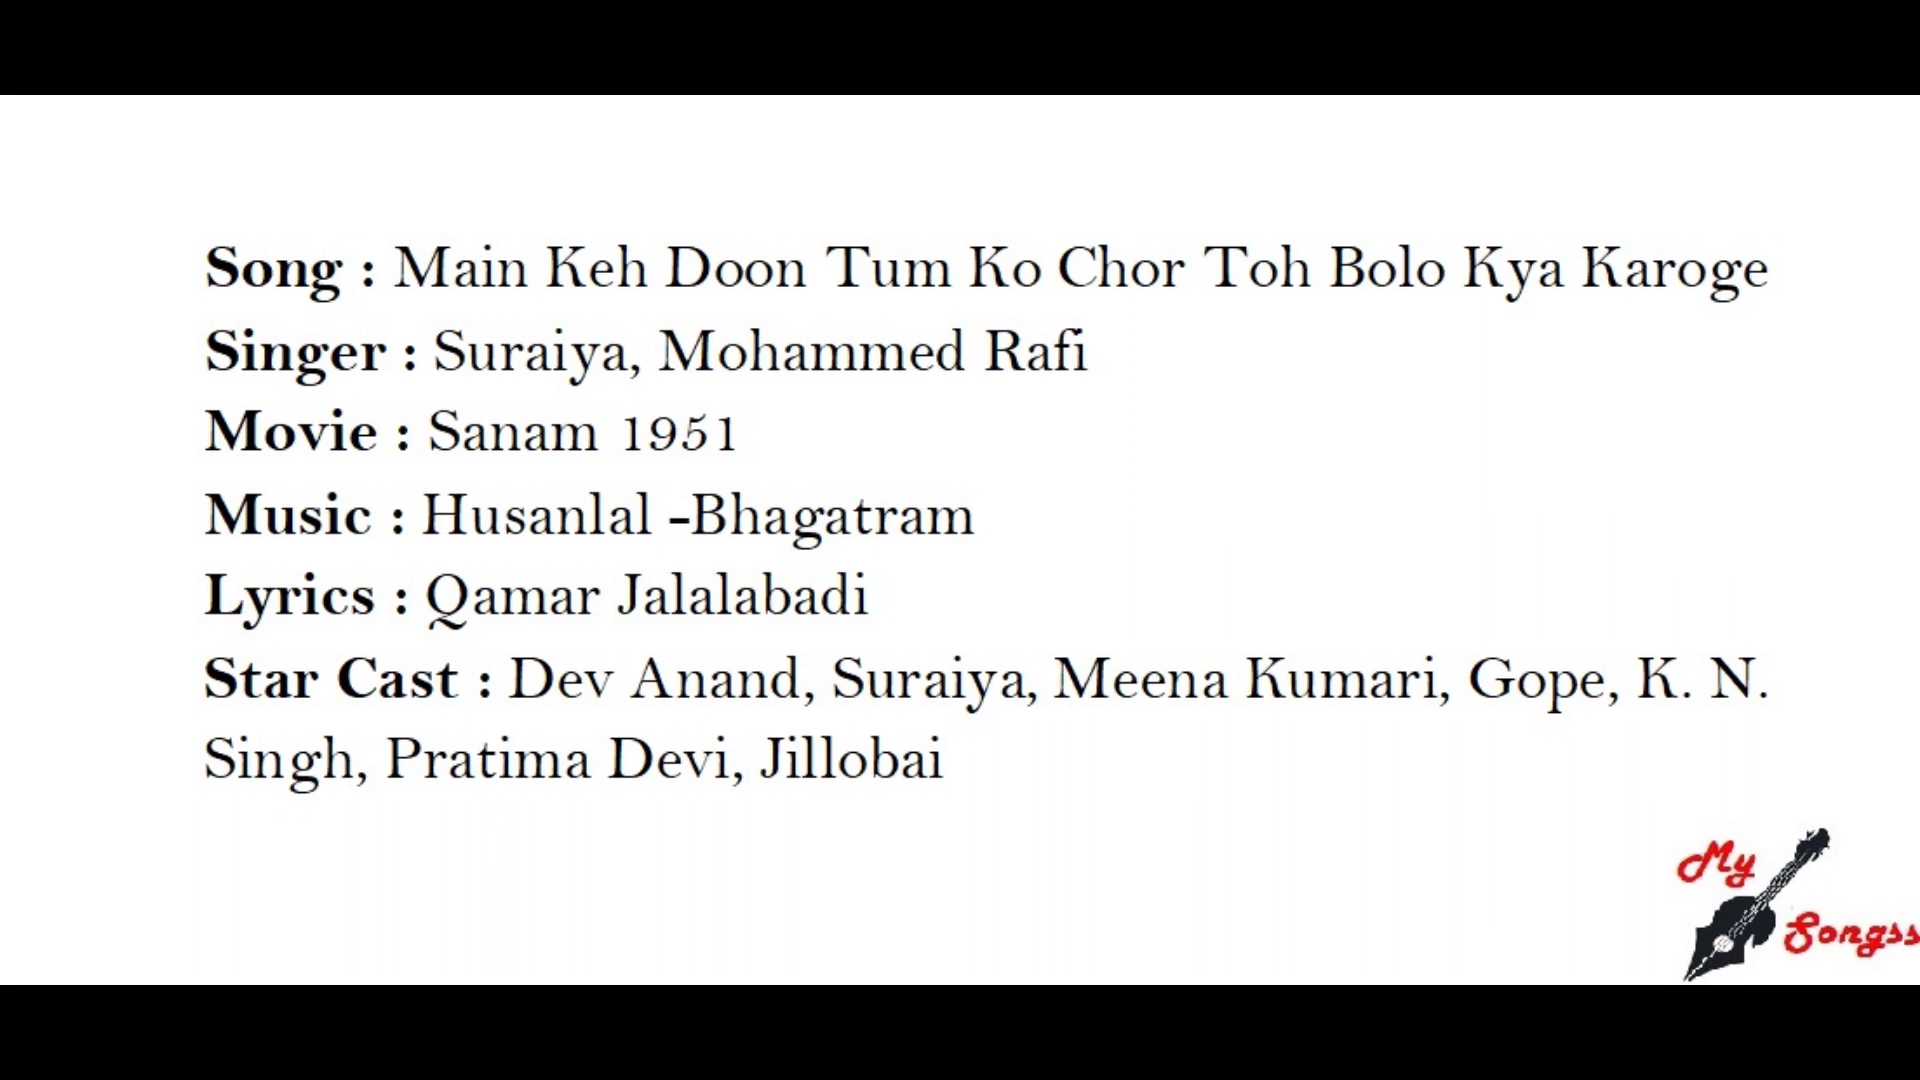 Song : Main Keh Doon Tum Ko Chor Toh Bolo Kya Karoge
Singer : Suraiya, Mohammed Rafi
Movie : Sanam 1951
Music : Husanlal -Bhagatram
Lyrics : Qamar Jalalabadi
Star Cast : Dev Anand, Suraiya, Meena Kumari, Gope, K. N.
Singh, Pratima Devi, Jillobai
My
Songss